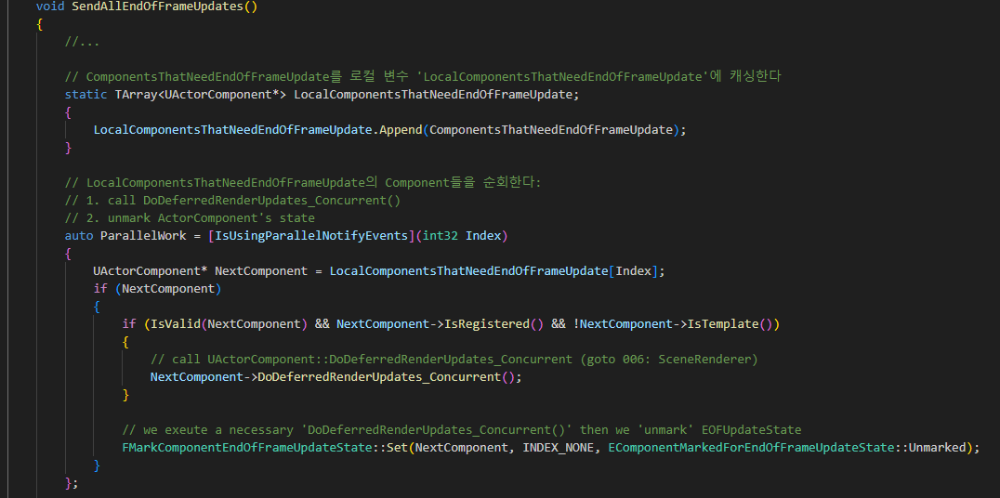 void SendAllEndOfFrameUpdates()
{
    //...

    // ComponentsThatNeedEndOfFrameUpdate를 로컬 변수 'LocalComponentsThatNeedEndOfFrameUpdate'에 캐싱한다
    static TArray<UActorComponent*> LocalComponentsThatNeedEndOfFrameUpdate;
    {
        LocalComponentsThatNeedEndOfFrameUpdate.Append(ComponentsThatNeedEndOfFrameUpdate);
    }

    // LocalComponentsThatNeedEndOfFrameUpdate의 Component들을 순회한다:
    // 1. call DoDeferredRenderUpdates_Concurrent()
    // 2. unmark ActorComponent's state
    auto ParallelWork = [IsUsingParallelNotifyEvents](int32 Index)
    {
        UActorComponent* NextComponent = LocalComponentsThatNeedEndOfFrameUpdate[Index];
        if (NextComponent)
        {
            if (IsValid(NextComponent) && NextComponent->IsRegistered() && !NextComponent->IsTemplate())
            {
                // call UActorComponent::DoDeferredRenderUpdates_Concurrent (goto 006: SceneRenderer)
                NextComponent->DoDeferredRenderUpdates_Concurrent();
            }

            // we exeute a necessary 'DoDeferredRenderUpdates_Concurrent()' then we 'unmark' EOFUpdateState
            FMarkComponentEndOfFrameUpdateState::Set(NextComponent, INDEX_NONE, EComponentMarkedForEndOfFrameUpdateState::Unmarked);
        }
    };